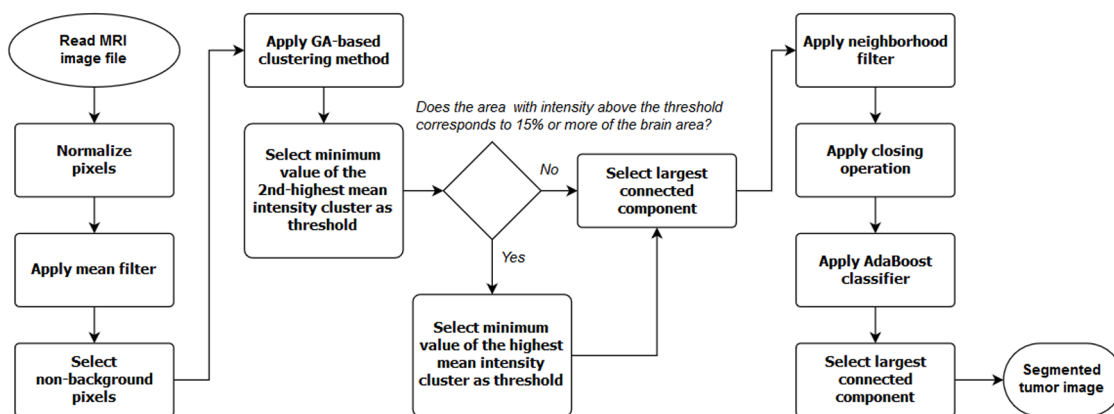 Read MRI
image file
Normalize
pixels
Apply mean filter
Select
non-background
pixels
Apply GA-based
clustering method
Select minimum
value of the
2nd-highest mean
intensity cluster as
threshold
Does the area with intensity above the threshold
corresponds to 15% or more of the brain area?
No
Yes
Select minimum
value of the highest
mean intensity
cluster as threshold
Select largest
connected
component
Apply neighborhood
filter
Apply closing
operation
Apply AdaBoost
classifier
Select largest
connected
component
Segmented
tumor image